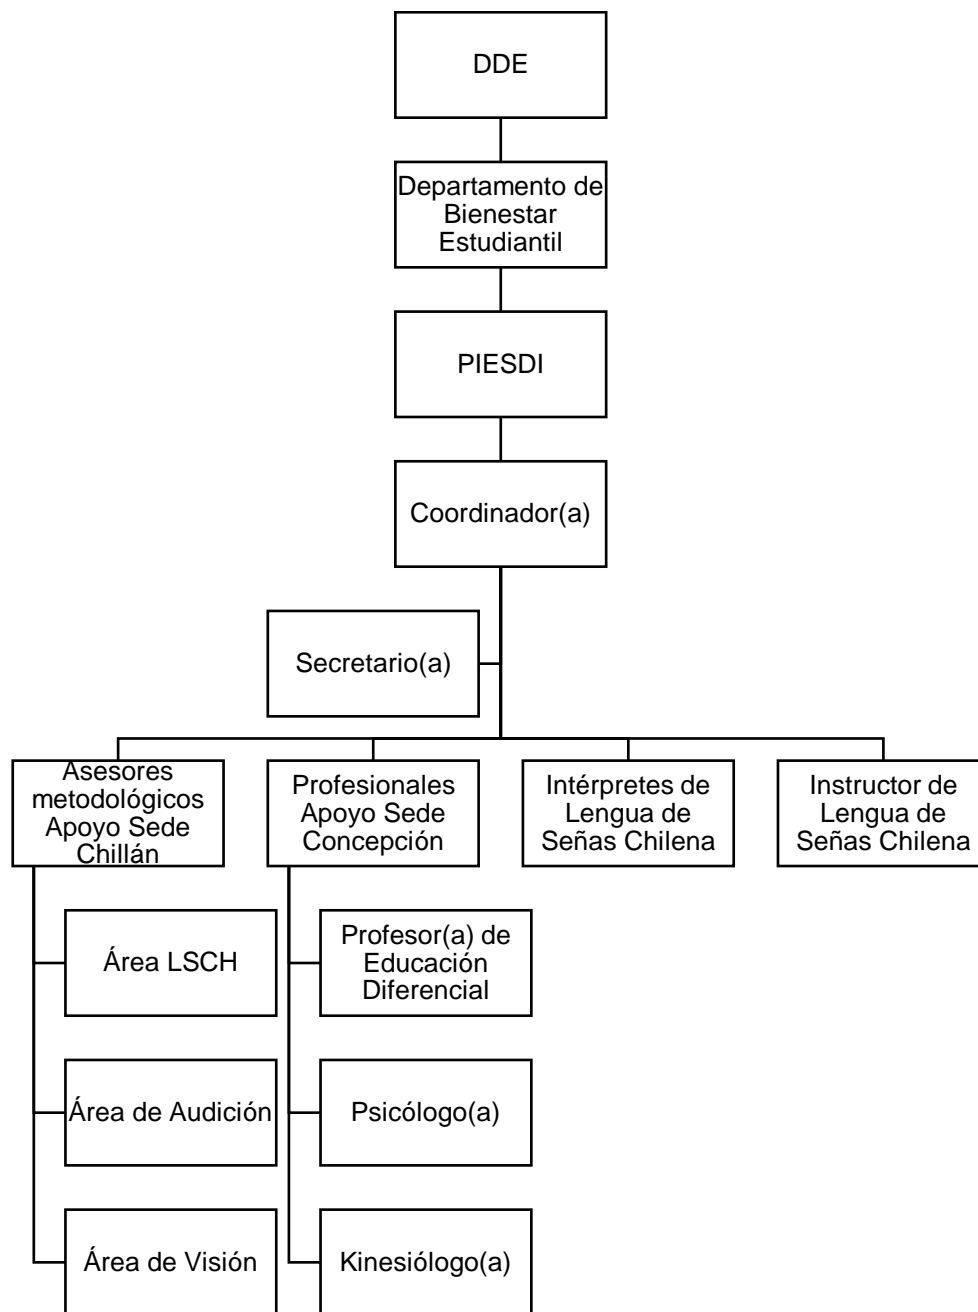 DDE
Departamento de
Bienestar
Estudiantil
PIESDI
Coordinador(a)
Secretario(a)
Asesores
metodológicos
Apoyo Sede
Chillán
Profesionales
Apoyo Sede
Concepción
Intérpretes de
Lengua de
Señas Chilena
Instructor de
Lengua de
Señas Chilena
Área LSCH
Área de Audición
Área de Visión
Profesor(a) de
Educación
Diferencial
Psicólogo(a)
Kinesiólogo(a)